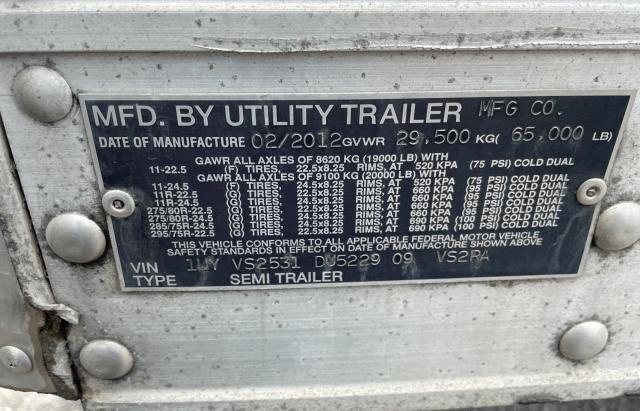 MFD. BY UTILITY TRAILER MFG CO.
DATE OF MANUFACTURE 02/2012 GVWR 29,500 KG( 65,000 LB)
GAWR ALL AXLES OF 8620 KG (19000 LB) WITH
11-22.5 (F) TIRES, 22.5x8.25 RIMS, AT 520 KPA (75 PSI) COLD DUAL
GAWR ALL AXLES OF 9100 KG (20000 LB) WITH
11-24.5 (F) TIRES, 24.5x8.25 RIMS, AT 520 KPA (75 PSI) COLD DUAL
11R-22.5 (G) TIRES, 22.5x8.25 RIMS, AT 660 KPA (95 PSI) COLD DUAL
11R-24.5 (G) TIRES, 24.5x8.25 RIMS, AT 660 KPA (95 PSI) COLD DUAL
275/80R-22.5 (G) TIRES, 22.5x8.25 RIMS, AT 660 KPA (95 PSI) COLD DUAL
275/80R-24.5 (G) TIRES, 24.5x8.25 RIMS, AT 660 KPA (95 PSI) COLD DUAL
285/75R-24.5 (G) TIRES, 24.5x8.25 RIMS, AT 690 KPA (100 PSI) COLD DUAL
295/75R-22.5 (G) TIRES, 22.5x8.25 RIMS, AT 690 KPA (100 PSI) COLD DUAL
THIS VEHICLE CONFORMS TO ALL APPLICABLE FEDERAL MOTOR VEHICLE
SAFETY STANDARDS IN EFFECT ON DATE OF MANUFACTURE SHOWN ABOVE
VIN 1UY VS2531 DU5229 09 VS2RA
TYPE SEMI TRAILER